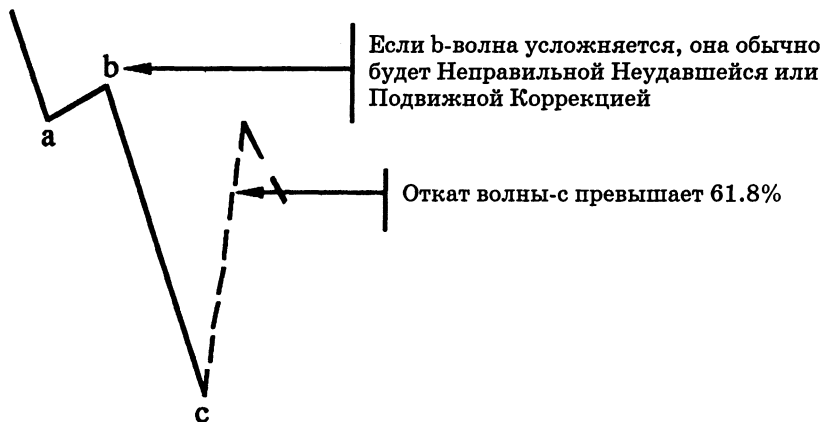 Если b-волна усложняется, она обычно
будет Неправильной Неудавшейся или
Подвижной Коррекцией
b
a
Откат волны-с превышает 61.8%
c